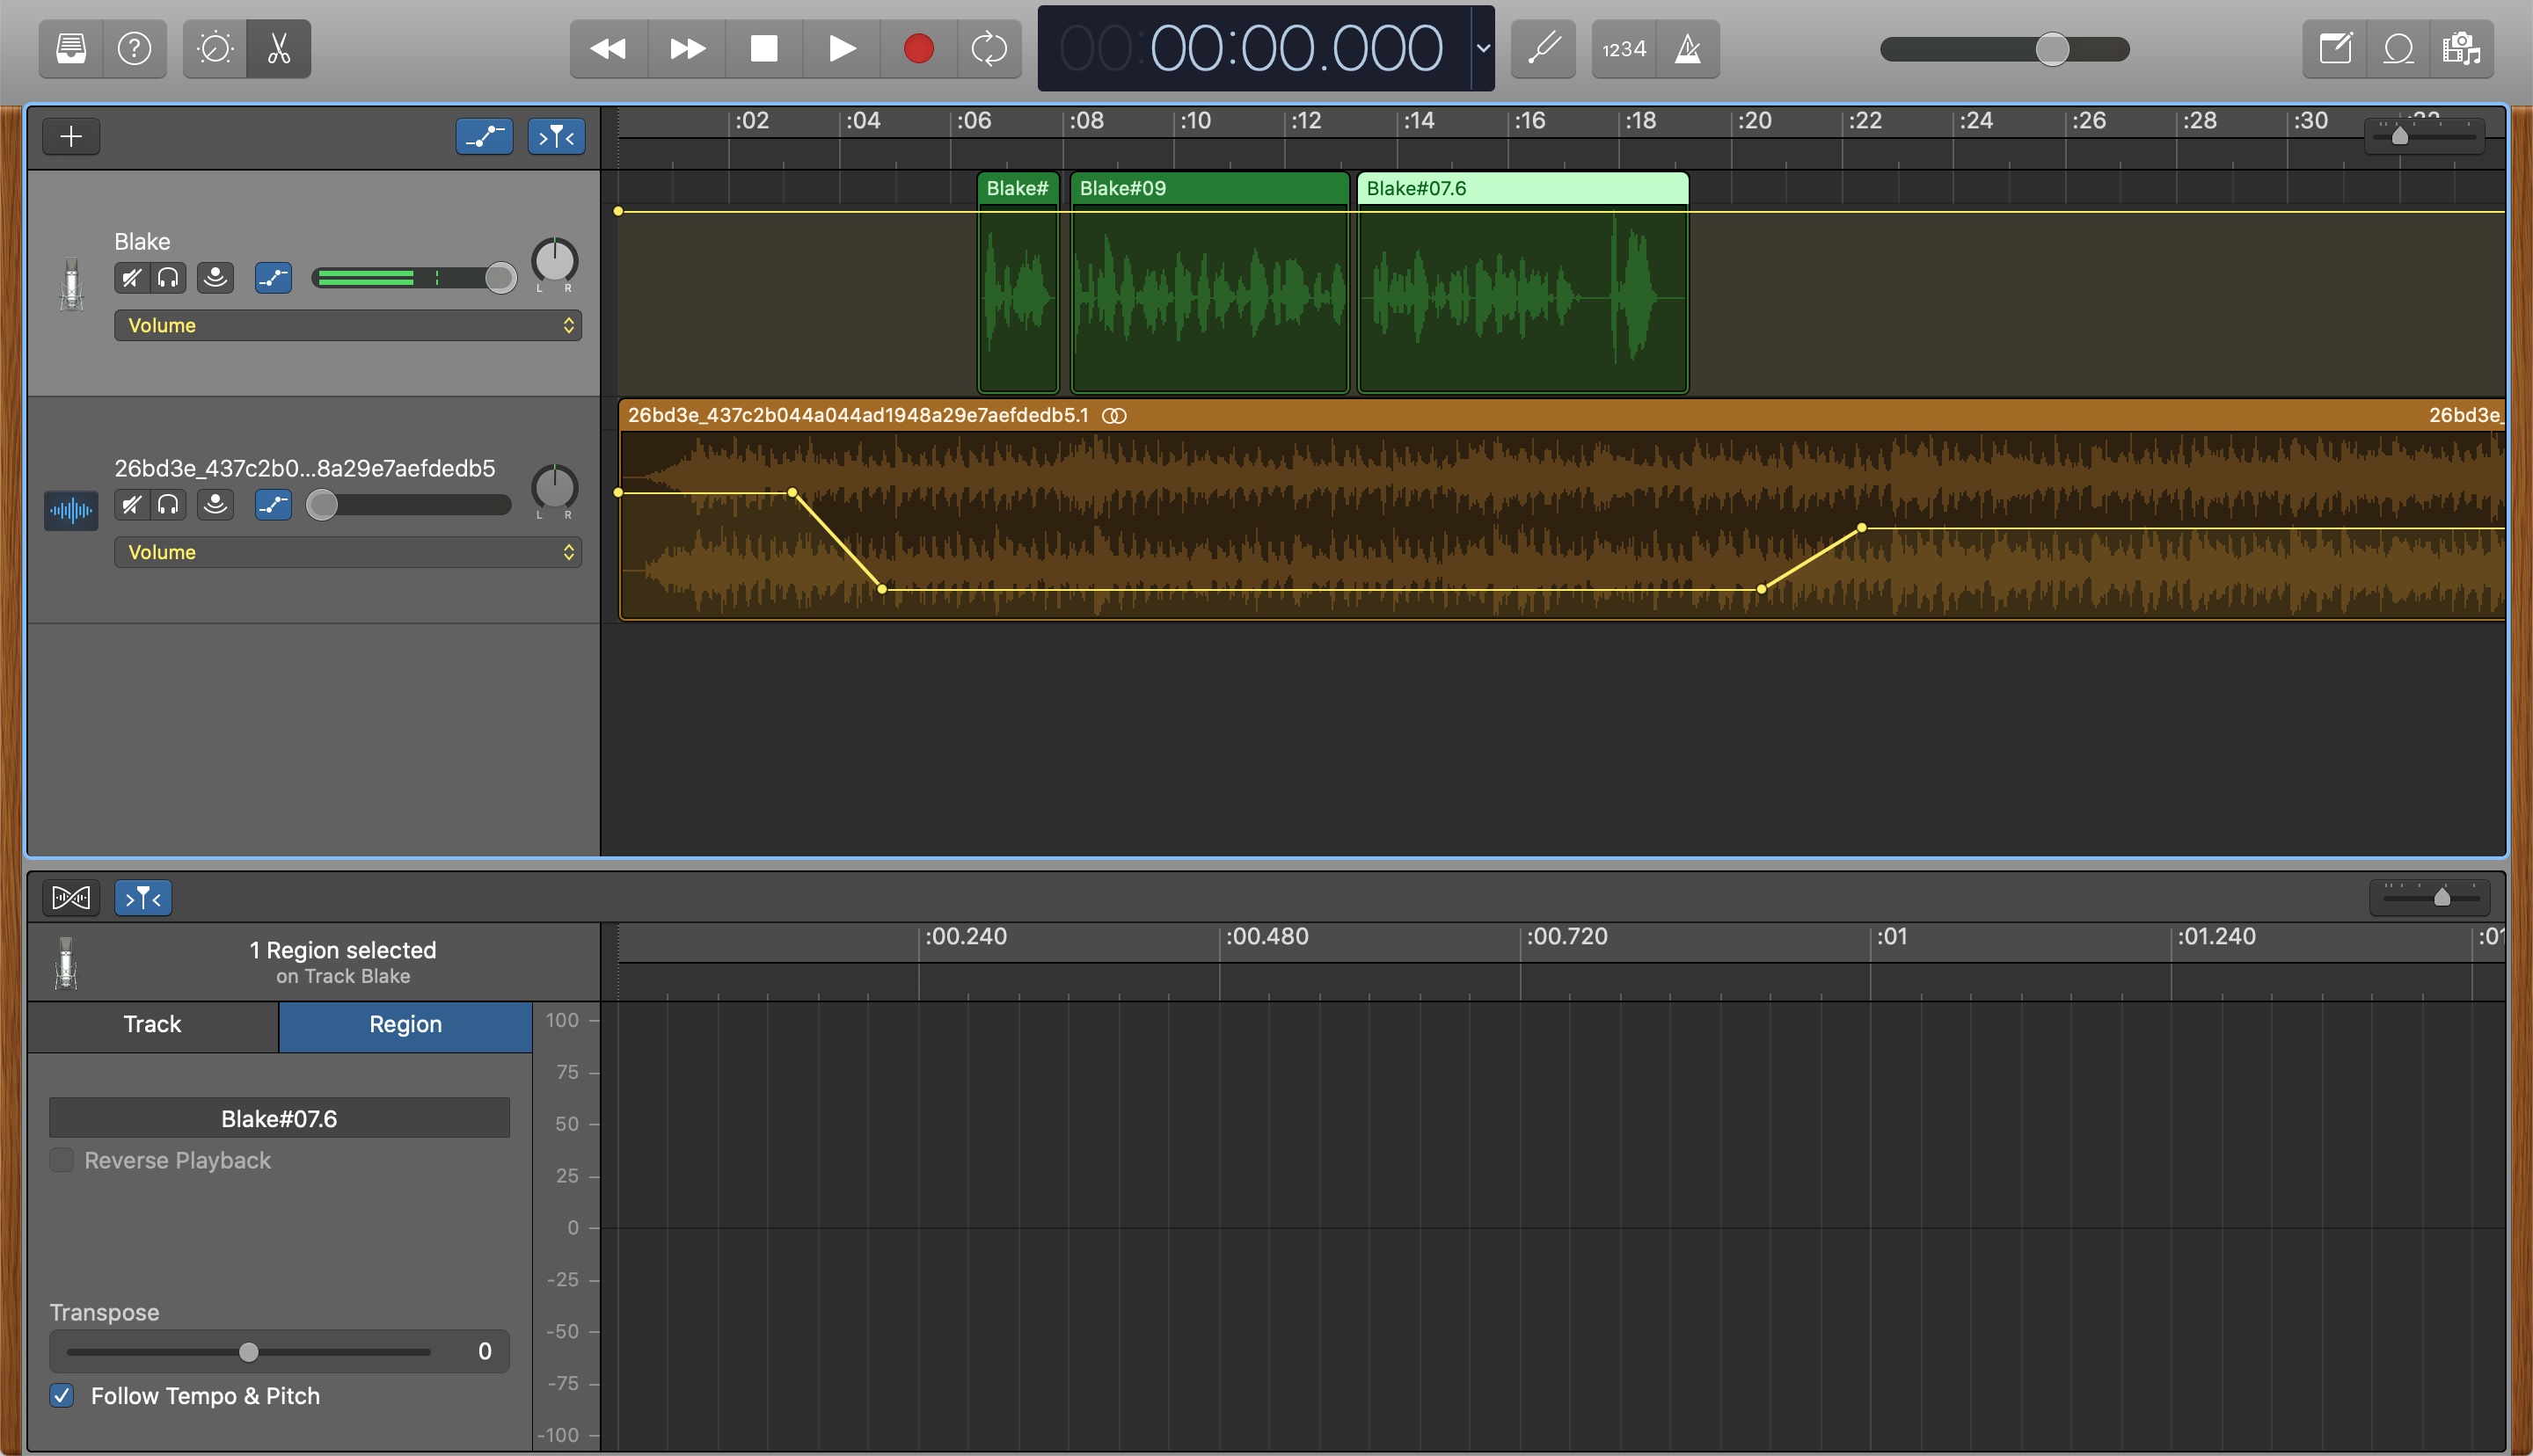 00:00:00.000
1234
:02 :04 :06 :08 :10 :12 :14 :16 :18 :20 :22 :24 :26 :28 :30
Blake# Blake#09 Blake#07.6
Blake
L R
Volume
26bd3e_437c2b044a044ad1948a29e7aefdedb5.1 26bd3e_
26bd3e_437c2b0...8a29e7aefdedb5
L R
Volume
:00.240 :00.480 :00.720 :01 :01.240 :01
1 Region selected
on Track Blake
Track Region
100
75
50
25
0
-25
-50
-75
-100
Blake#07.6
Reverse Playback
Transpose
0
Follow Tempo & Pitch